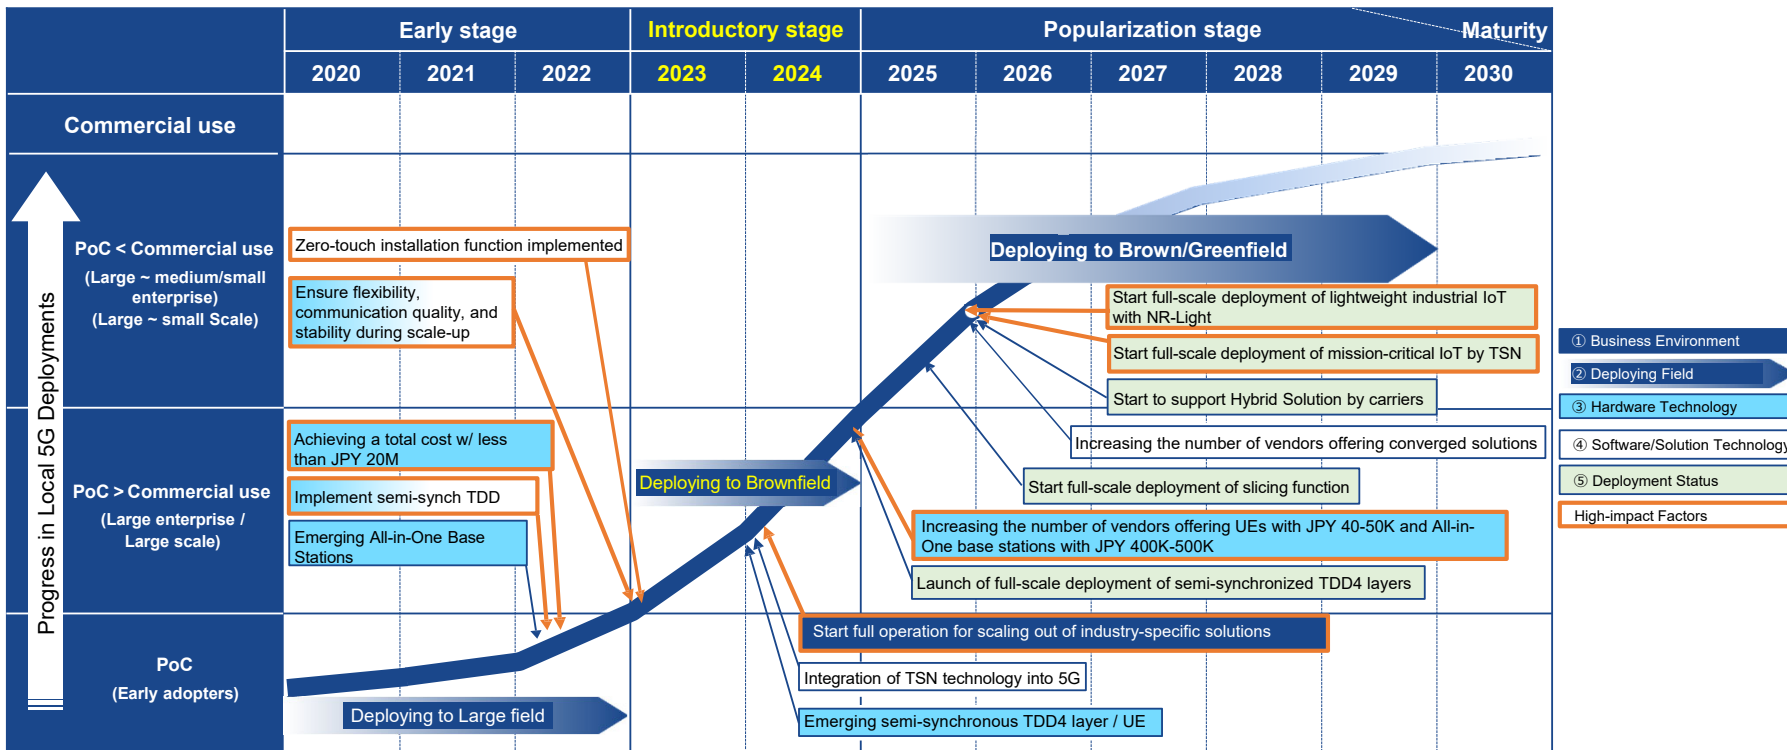 Early stage
Introductory stage
Popularization stage
Maturity
2020
2021
2022
2023
2024
2025
2026
2027
2028
2029
2030
Commercial use
Progress in Local 5G Deployments
PoC < Commercial use
(Large ~ medium/small
enterprise)
(Large ~ small Scale)
PoC > Commercial use
(Large enterprise /
Large scale)
PoC
(Early adopters)
Zero-touch installation function implemented
Ensure flexibility,
communication quality, and
stability during scale-up
Achieving a total cost w/ less
than JPY 20M
Implement semi-synch TDD
Emerging All-in-One Base
Stations
Deploying to Large field
Deploying to Brownfield
Deploying to Brown/Greenfield
Start full-scale deployment of lightweight industrial IoT
with NR-Light
Start full-scale deployment of mission-critical IoT by TSN
Start to support Hybrid Solution by carriers
Increasing the number of vendors offering converged solutions
Start full-scale deployment of slicing function
Increasing the number of vendors offering UEs with JPY 40-50K and All-in-
One base stations with JPY 400K-500K
Launch of full-scale deployment of semi-synchronized TDD4 layers
Start full operation for scaling out of industry-specific solutions
Integration of TSN technology into 5G
Emerging semi-synchronous TDD4 layer / UE
① Business Environment
② Deploying Field
③ Hardware Technology
④ Software/Solution Technology
⑤ Deployment Status
High-impact Factors